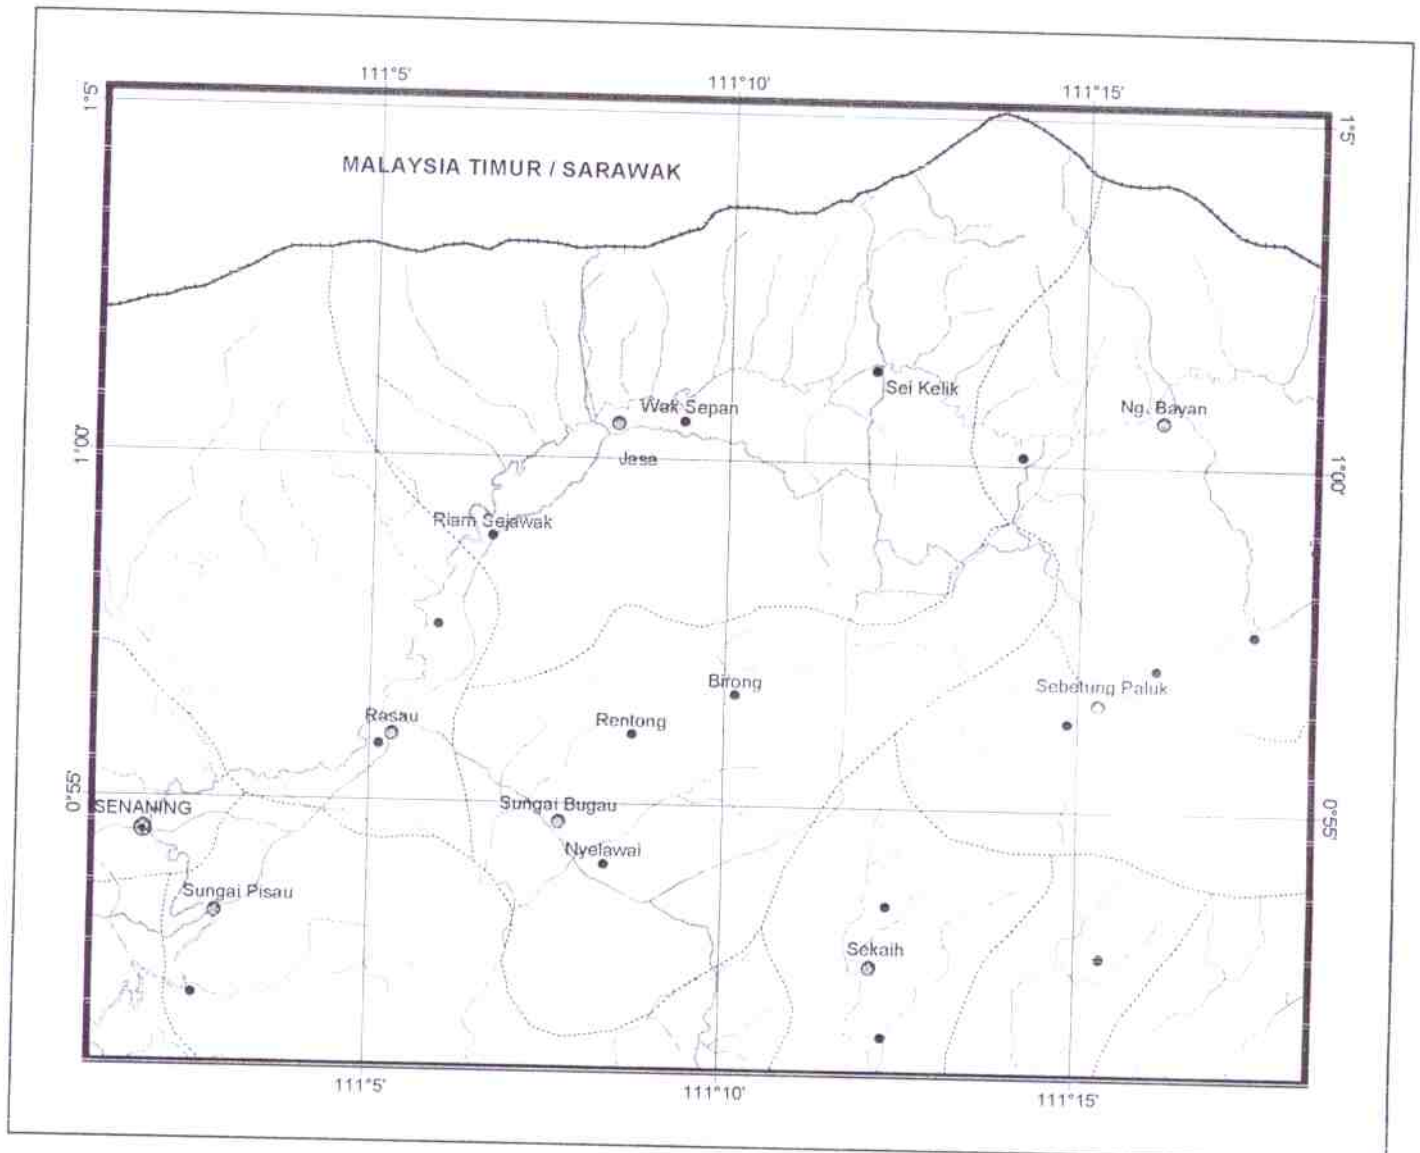 111°5'
111°10'
111°15'
1°5'
1°5'
MALAYSIA TIMUR / SARAWAK
Sei Kelik
Wak Sepan
Ng. Bayan
1°00'
Jasa
1°00'
Riam Sejawak
Birong
Sebetung Paluk
Rasau
Rentong
0°55'
SENANING
Sungai Bugau
0°55'
Nyelawai
Sungai Pisau
Sekaih
111°5'
111°10'
111°15'